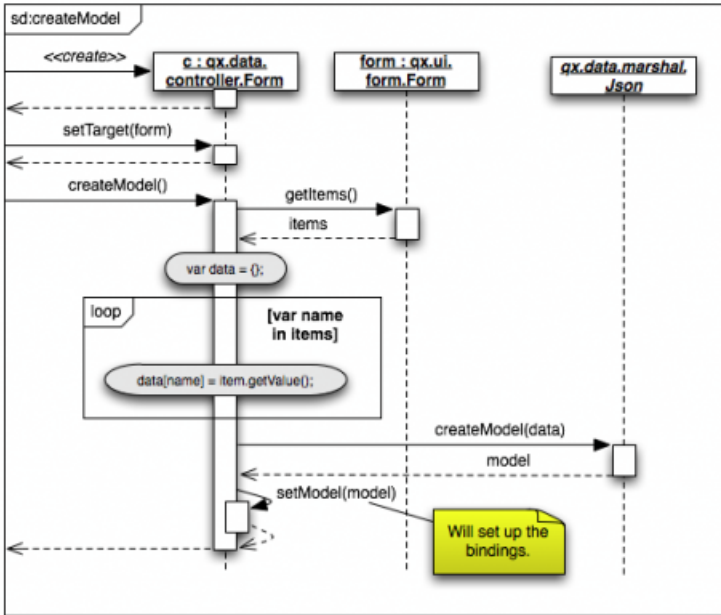 sd:createModel
<<create>>
c : qx.data.
controller.Form
form : qx.ui.
form.Form
qx.data.marshal.
Json
setTarget(form)
createModel()
getItems()
items
var data = {};
loop
[var name
in items]
data[name] = item.getValue();
createModel(data)
model
setModel(model)
Will set up the
bindings.